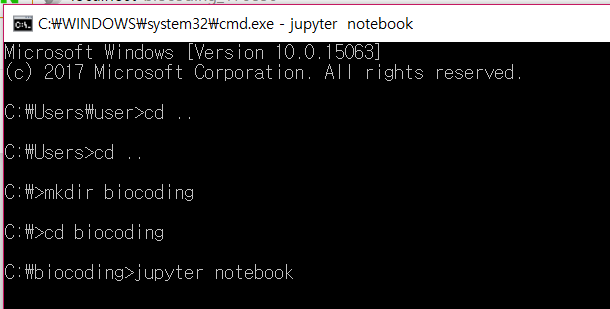 C:₩WINDOWS₩system32₩cmd.exe - jupyter notebook
Microsoft Windows [Version 10.0.15063]
(c) 2017 Microsoft Corporation. All rights reserved.
C:₩Users₩user>cd ..
C:₩Users>cd ..
C:₩>mkdir biocoding
C:₩>cd biocoding
C:₩biocoding>jupyter notebook